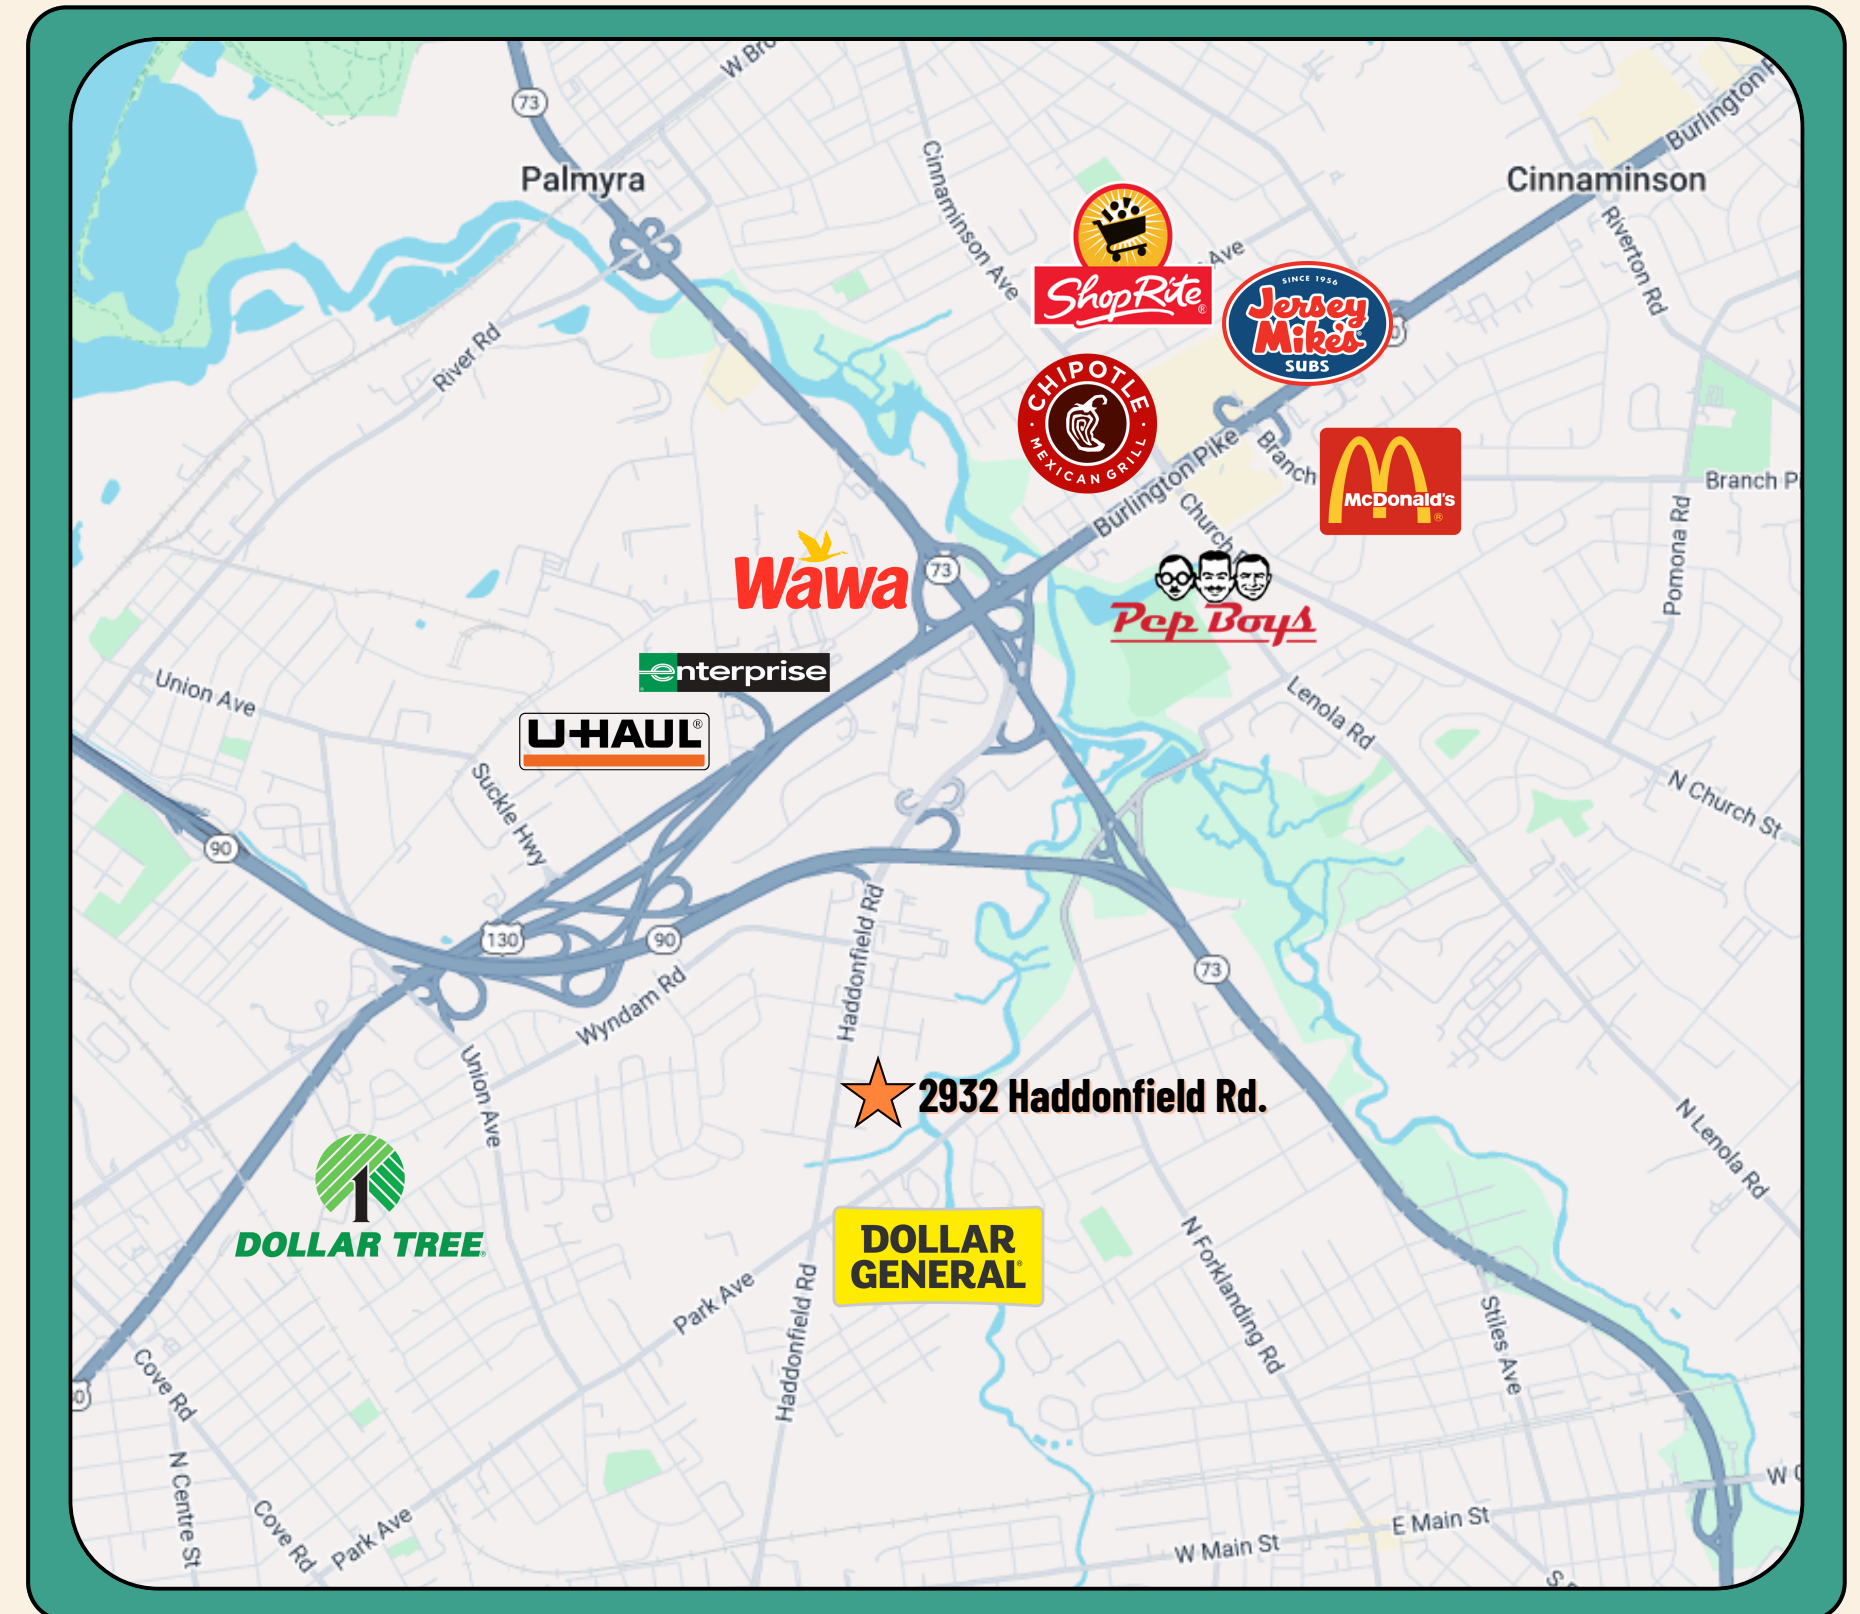 W Bro
73
Burlington P
Palmyra
Cinnaminson
Cinnaminson Ave
Riverton Rd
Ave
ShopRite®
SINCE 1956
Jersey
Mike's
SUBS
River Rd
CHIPOTLE
MEXICAN GRILL
Burlington Pike
Branch
McDonald's
®
Branch P
Church
Pomona Rd
Wawa
73
Pep Boys
enterprise
Union Ave
U-HAUL®
Lenola Rd
Suckle Hwy
N Church St
90
130
90
Haddonfield Rd
73
Wyndam Rd
Union Ave
2932 Haddonfield Rd.
N Lenola Rd
1
DOLLAR TREE
DOLLAR
GENERAL
N Forklanding Rd
Park Ave
Haddonfield Rd
Stiles Ave
Cove Rd
N Centre St
Cove Rd
Park Ave
E Main St
W Main St